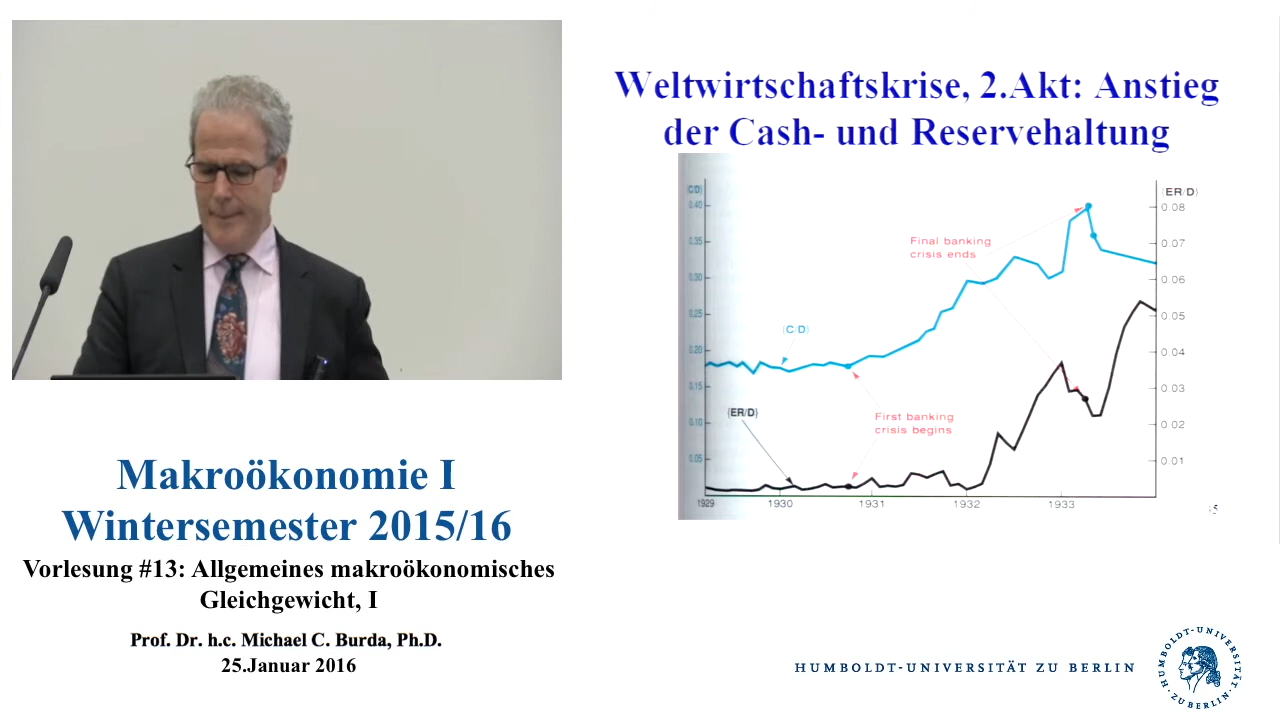 Weltwirtschaftskrise, 2.Akt: Anstieg
der Cash- und Reservehaltung
{C/D}
0.40
0.35
0.30
0.25
0.20
0.15
0.10
0.05
{ER/D}
0.08
0.07
0.06
0.05
0.04
0.03
0.02
0.01
Final banking
crisis ends
{C/D}
{ER/D}
First banking
crisis begins
1929
1930
1931
1932
1933
Makroökonomie I
Wintersemester 2015/16
Vorlesung #13: Allgemeines makroökonomisches
Gleichgewicht, I
Prof. Dr. h.c. Michael C. Burda, Ph.D.
25.Januar 2016
HUMBOLDT-UNIVERSITÄT ZU BERLIN
HUMBOLDT-UNIVERSITÄT
ZU BERLIN